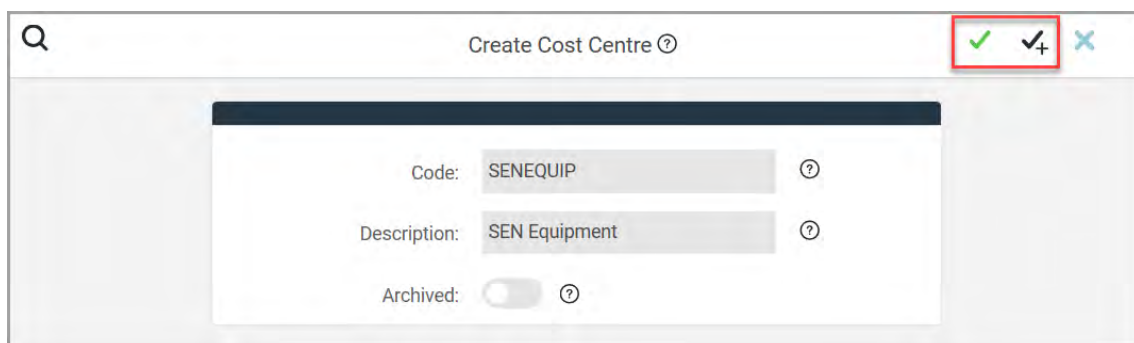 Create Cost Centre ?
Code: SENEQUIP ?
Description: SEN Equipment ?
Archived: ?